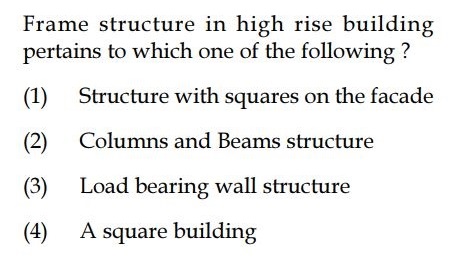 Frame structure in high rise building
pertains to which one of the following ?
(1) Structure with squares on the facade
(2) Columns and Beams structure
(3) Load bearing wall structure
(4) A square building